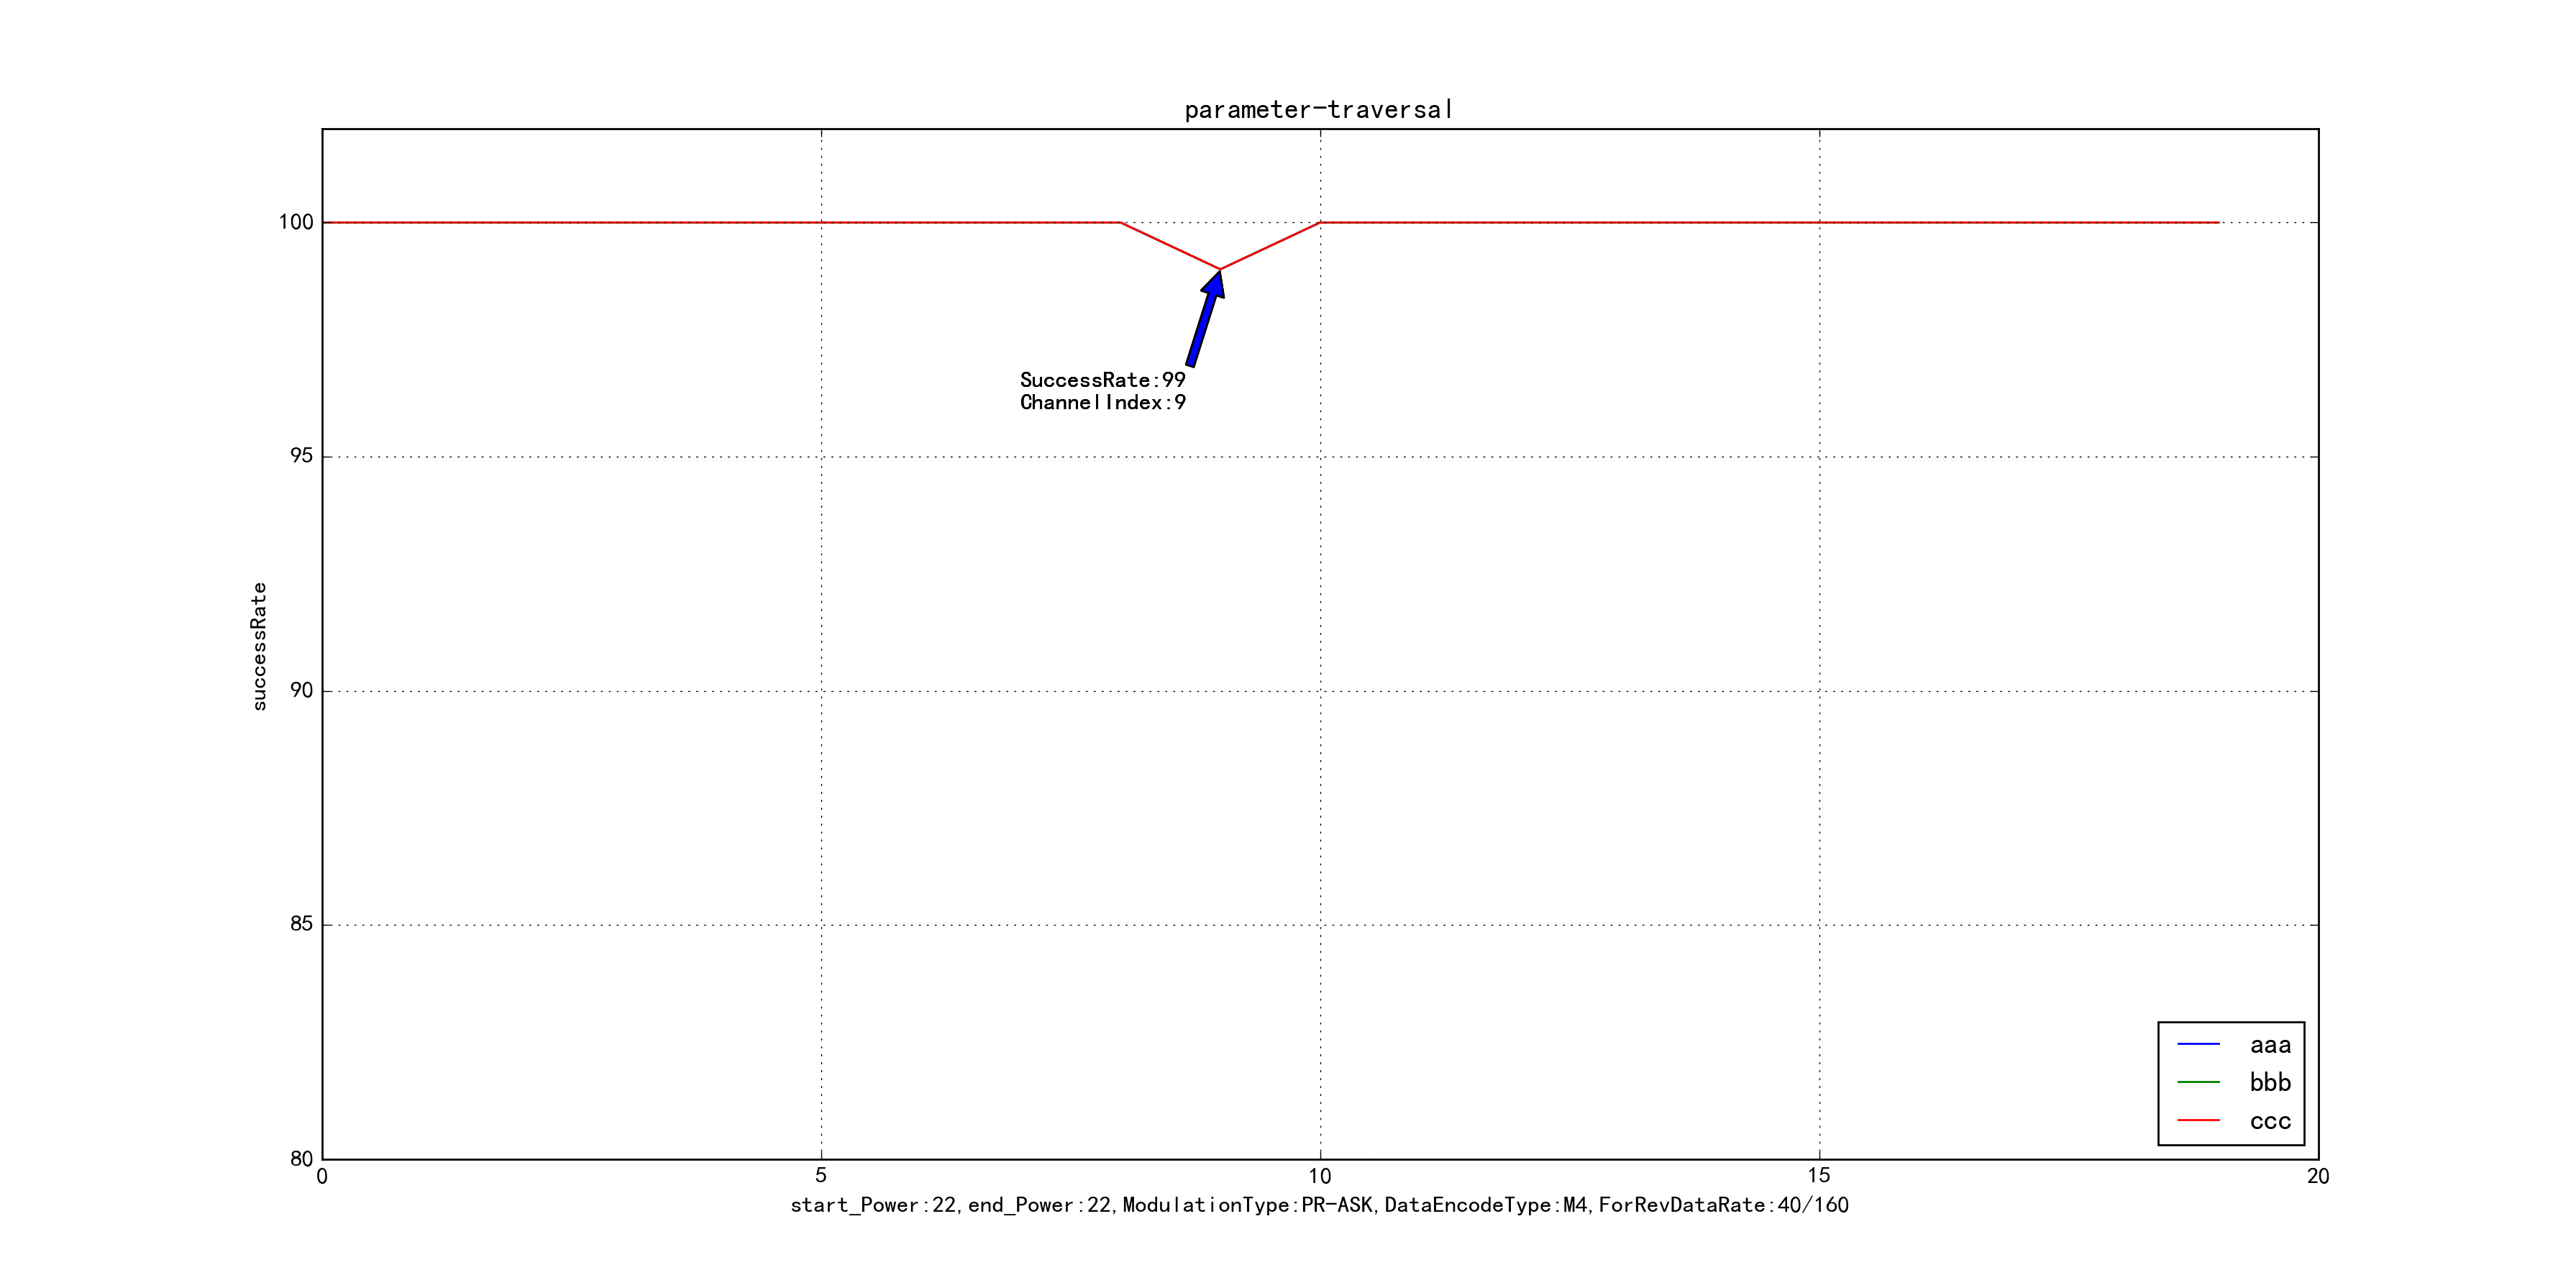 parameter-traversal
100
95
90
85
80
successRate
SuccessRate:99
ChannelIndex:9
aaa
bbb
ccc
0 5 10 15 20
start_Power:22,end_Power:22,ModulationType:PR-ASK,DataEncodeType:M4,ForRevDataRate:40/160